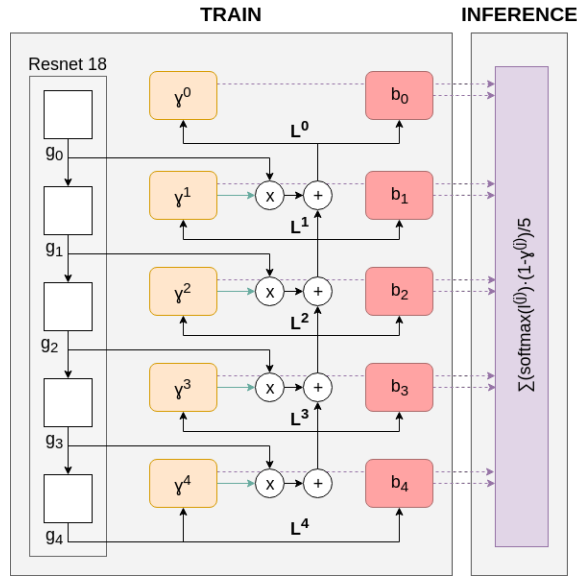 TRAIN
INFERENCE
Resnet 18
γ⁰
b₀
L⁰
g₀
γ¹
x
+
b₁
L¹
g₁
γ²
x
+
b₂
L²
g₂
γ³
x
+
b₃
L³
g₃
γ⁴
x
+
b₄
L⁴
g₄
∑(softmax(l⁽ʲ⁾)·(1-γ⁽ʲ⁾)/5